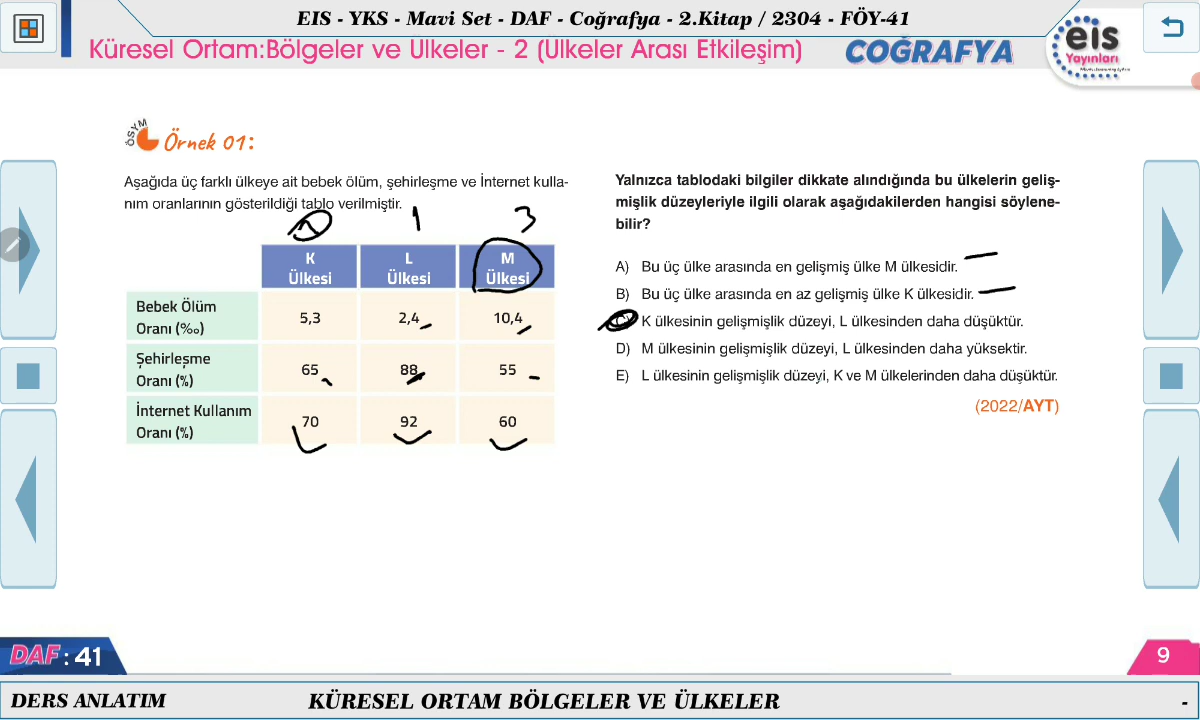 EIS - YKS - Mavi Set - DAF - Coğrafya - 2.Kitap / 2304 - FÖY-41
Küresel Ortam:Bölgeler ve Ülkeler - 2 (Ülkeler Arası Etkileşim)
COĞRAFYA
eis
Yayınları
ÖSYM
Örnek 01:
Aşağıda üç farklı ülkeye ait bebek ölüm, şehirleşme ve İnternet kulla-
nım oranlarının gösterildiği tablo verilmiştir.
1 3
K Ülkesi L Ülkesi M Ülkesi
Bebek Ölüm Oranı (‰) 5,3 2,4 10,4
Şehirleşme Oranı (%) 65 88 55
İnternet Kullanım Oranı (%) 70 92 60
Yalnızca tablodaki bilgiler dikkate alındığında bu ülkelerin geliş-
mişlik düzeyleriyle ilgili olarak aşağıdakilerden hangisi söylene-
bilir?
A) Bu üç ülke arasında en gelişmiş ülke M ülkesidir.
B) Bu üç ülke arasında en az gelişmiş ülke K ülkesidir.
C) K ülkesinin gelişmişlik düzeyi, L ülkesinden daha düşüktür.
D) M ülkesinin gelişmişlik düzeyi, L ülkesinden daha yüksektir.
E) L ülkesinin gelişmişlik düzeyi, K ve M ülkelerinden daha düşüktür.
(2022/AYT)
DAF : 41
9
DERS ANLATIM
KÜRESEL ORTAM BÖLGELER VE ÜLKELER
-